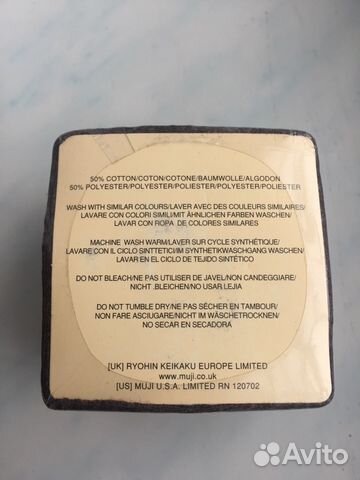 50% COTTON/COTON/COTONE/BAUMWOLLE/ALGODON
50% POLYESTER/POLYESTER/POLIESTER/POLYESTER/POLIESTER
WASH WITH SIMILAR COLOURS/LAVER AVEC DES COULEURS SIMILAIRES/
LAVARE CON COLORI SIMILI/MIT ÄHNLICHEN FARBEN WASCHEN/
LAVAR CON ROPA DE COLORES SIMILARES
MACHINE WASH WARM/LAVER SUR CYCLE SYNTHÉTIQUE/
LAVARE CON IL CICLO SINTTETICI/IM SYNTHETIKWASCHGANG WASCHEN/
LAVAR EN EL CICLO DE TEJIDO SINTÉTICO
DO NOT BLEACH/NE PAS UTILISER DE JAVEL/NON CANDEGGIARE/
NICHT BLEICHEN/NO USAR LEJIA
DO NOT TUMBLE DRY/NE PAS SÉCHER EN TAMBOUR/
NON FARE ASCIUGARE/NICHT IM WÄSCHETROCKNEN/
NO SECAR EN SECADORA
[UK] RYOHIN KEIKAKU EUROPE LIMITED
www.muji.co.uk
[US] MUJI U.S.A. LIMITED RN 120702
Avito